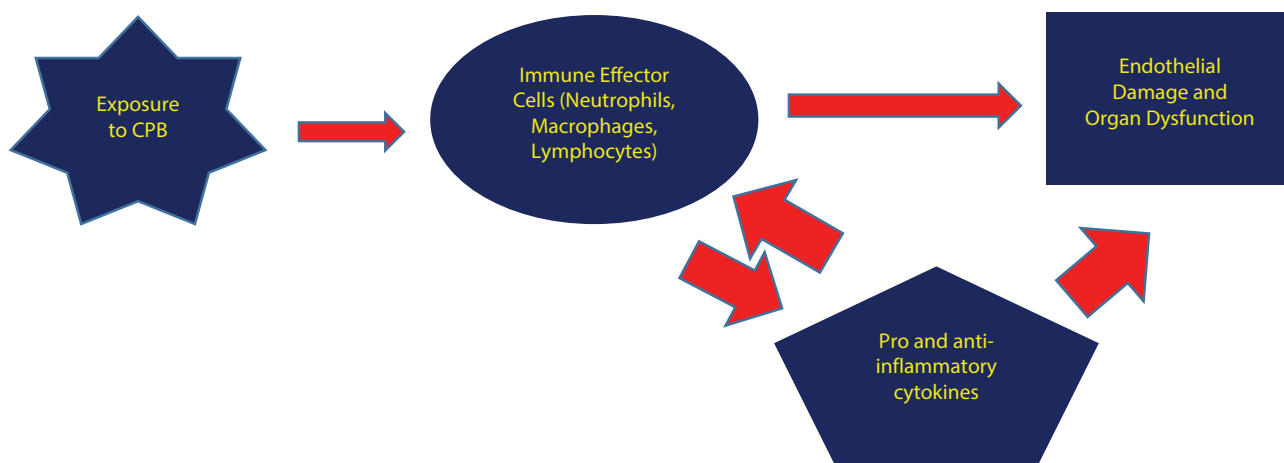 Exposure
to CPB
Immune Effector
Cells (Neutrophils,
Macrophages,
Lymphocytes)
Endothelial
Damage and
Organ Dysfunction
Pro and anti-
inflammatory
cytokines